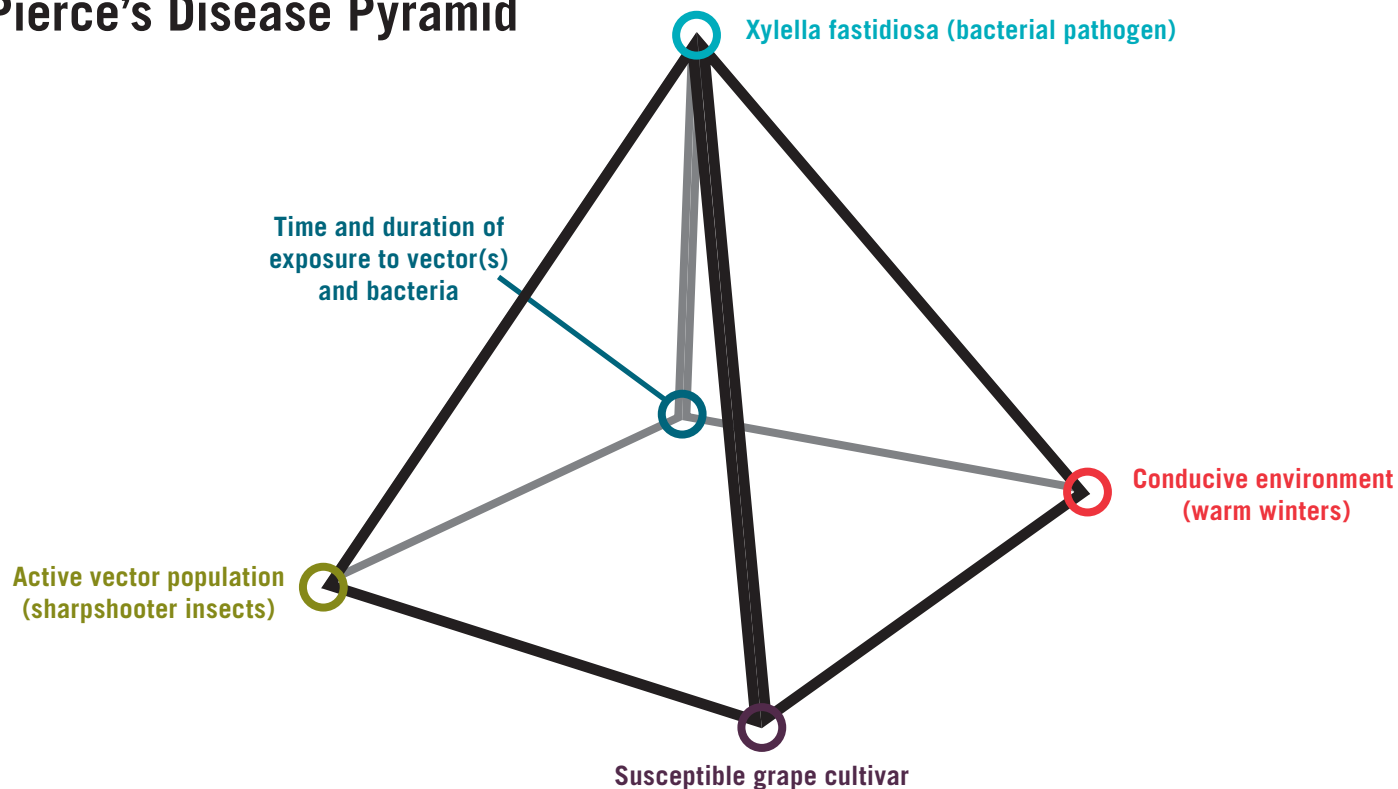 Pierce's Disease Pyramid
Xylella fastidiosa (bacterial pathogen)
Time and duration of
exposure to vector(s)
and bacteria
Conducive environment
(warm winters)
Active vector population
(sharpshooter insects)
Susceptible grape cultivar